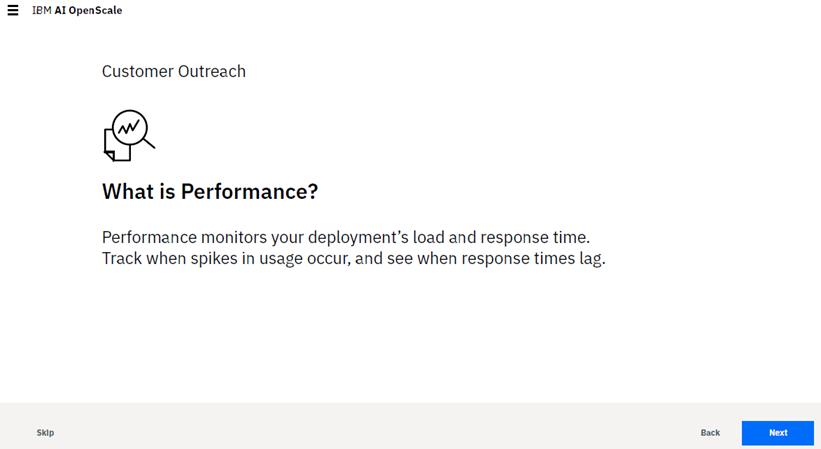 IBM AI OpenScale
Customer Outreach
What is Performance?
Performance monitors your deployment’s load and response time.
Track when spikes in usage occur, and see when response times lag.
Skip
Back
Next